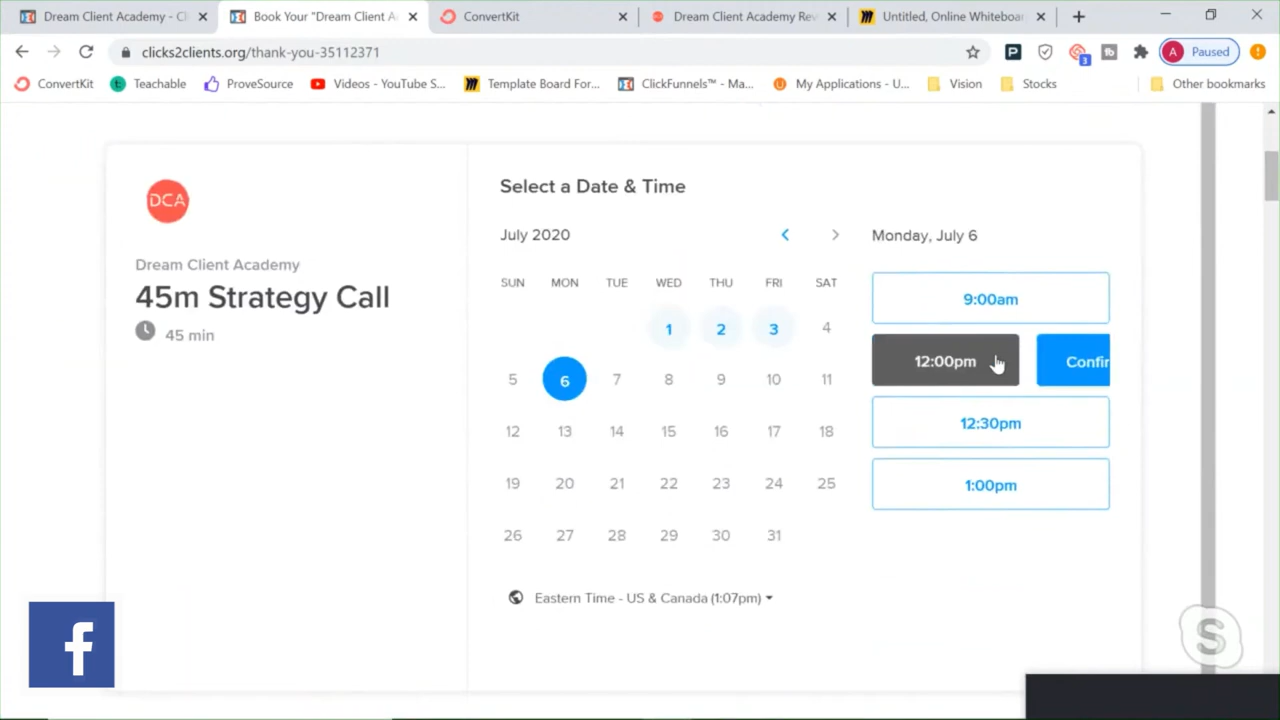 Dream Client Academy - Cl
Book Your "Dream Client A
ConvertKit
Dream Client Academy Rev
Untitled, Online Whiteboar
clicks2clients.org/thank-you-35112371
P
3
fb
A Paused
ConvertKit
t Teachable
ProveSource
Videos - YouTube S...
Template Board For...
ClickFunnels™ - Ma...
My Applications - U...
Vision
Stocks
Other bookmarks
DCA
Dream Client Academy
45m Strategy Call
45 min
Select a Date & Time
July 2020
SUN MON TUE WED THU FRI SAT
1 2 3 4
5 6 7 8 9 10 11
12 13 14 15 16 17 18
19 20 21 22 23 24 25
26 27 28 29 30 31
Eastern Time - US & Canada (1:07pm)
Monday, July 6
9:00am
12:00pm Confir
12:30pm
1:00pm
f
S